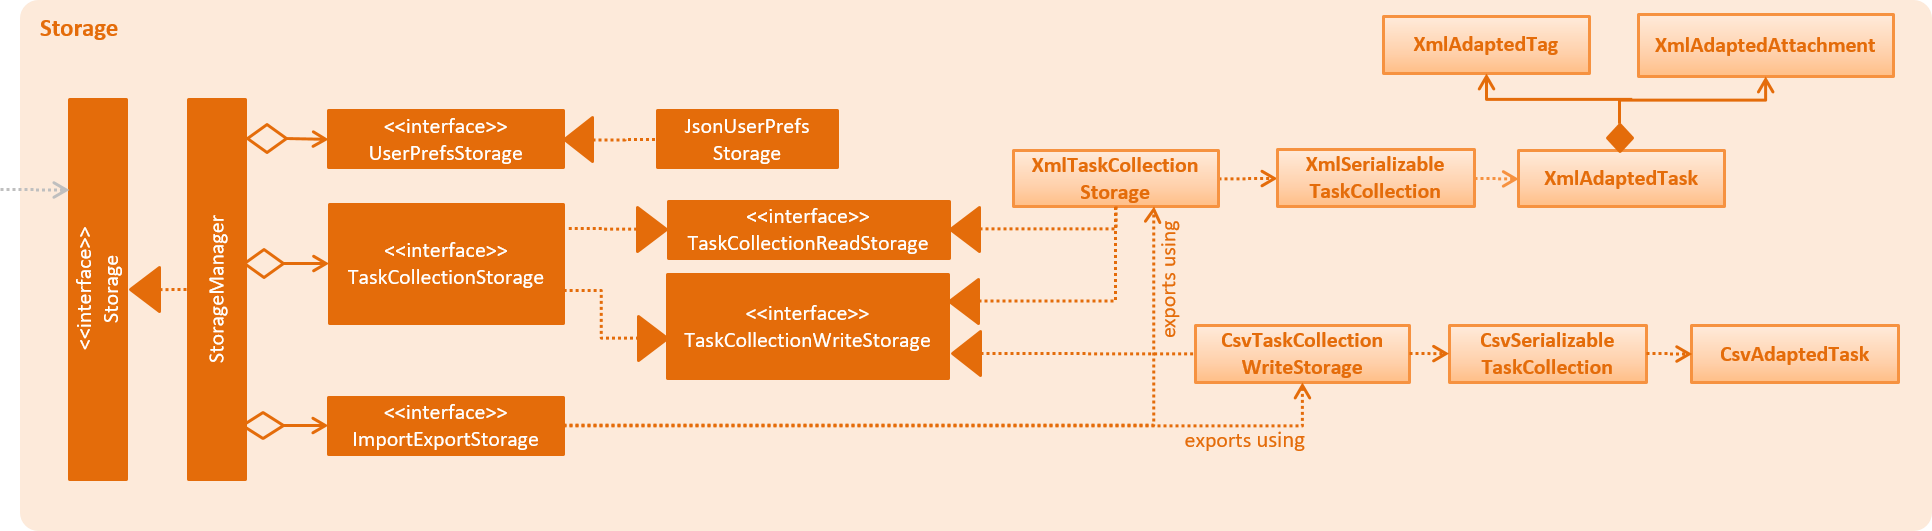 Storage
<<interface>>
Storage
StorageManager
<<interface>>
UserPrefsStorage
JsonUserPrefs
Storage
<<interface>>
TaskCollectionStorage
<<interface>>
TaskCollectionReadStorage
<<interface>>
TaskCollectionWriteStorage
<<interface>>
ImportExportStorage
XmlTaskCollection
Storage
XmlSerializable
TaskCollection
XmlAdaptedTask
XmlAdaptedTag
XmlAdaptedAttachment
exports using
CsvTaskCollection
WriteStorage
CsvSerializable
TaskCollection
CsvAdaptedTask
exports using